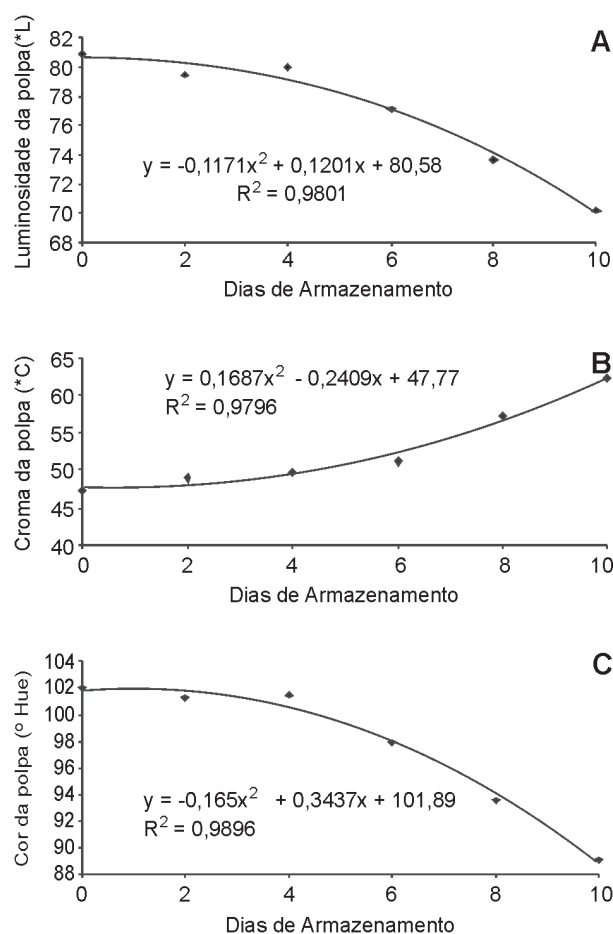 A
Luminosidade da polpa(*L)
82
80
78
76
74
72
70
68
y = -0,1171x² + 0,1201x + 80,58
R² = 0,9801
0 2 4 6 8 10
Dias de Armazenamento
B
Croma da polpa (*C)
65
60
55
50
45
40
y = 0,1687x² - 0,2409x + 47,77
R² = 0,9796
0 2 4 6 8 10
Dias de Armazenamento
C
Cor da polpa (º Hue)
104
102
100
98
96
94
92
90
88
y = -0,165x² + 0,3437x + 101,89
R² = 0,9896
0 2 4 6 8 10
Dias de Armazenamento